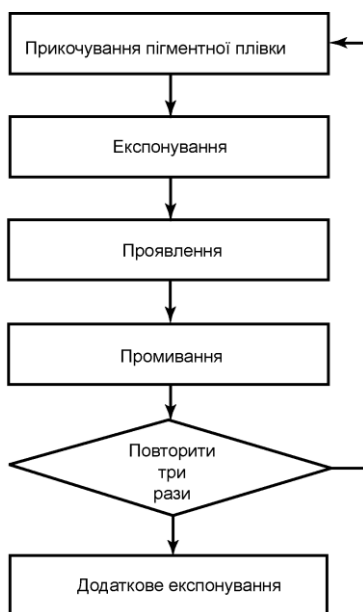 Прикочування пігментної плівки
Експонування
Проявлення
Промивання
Повторити
три
рази
Додаткове експонування